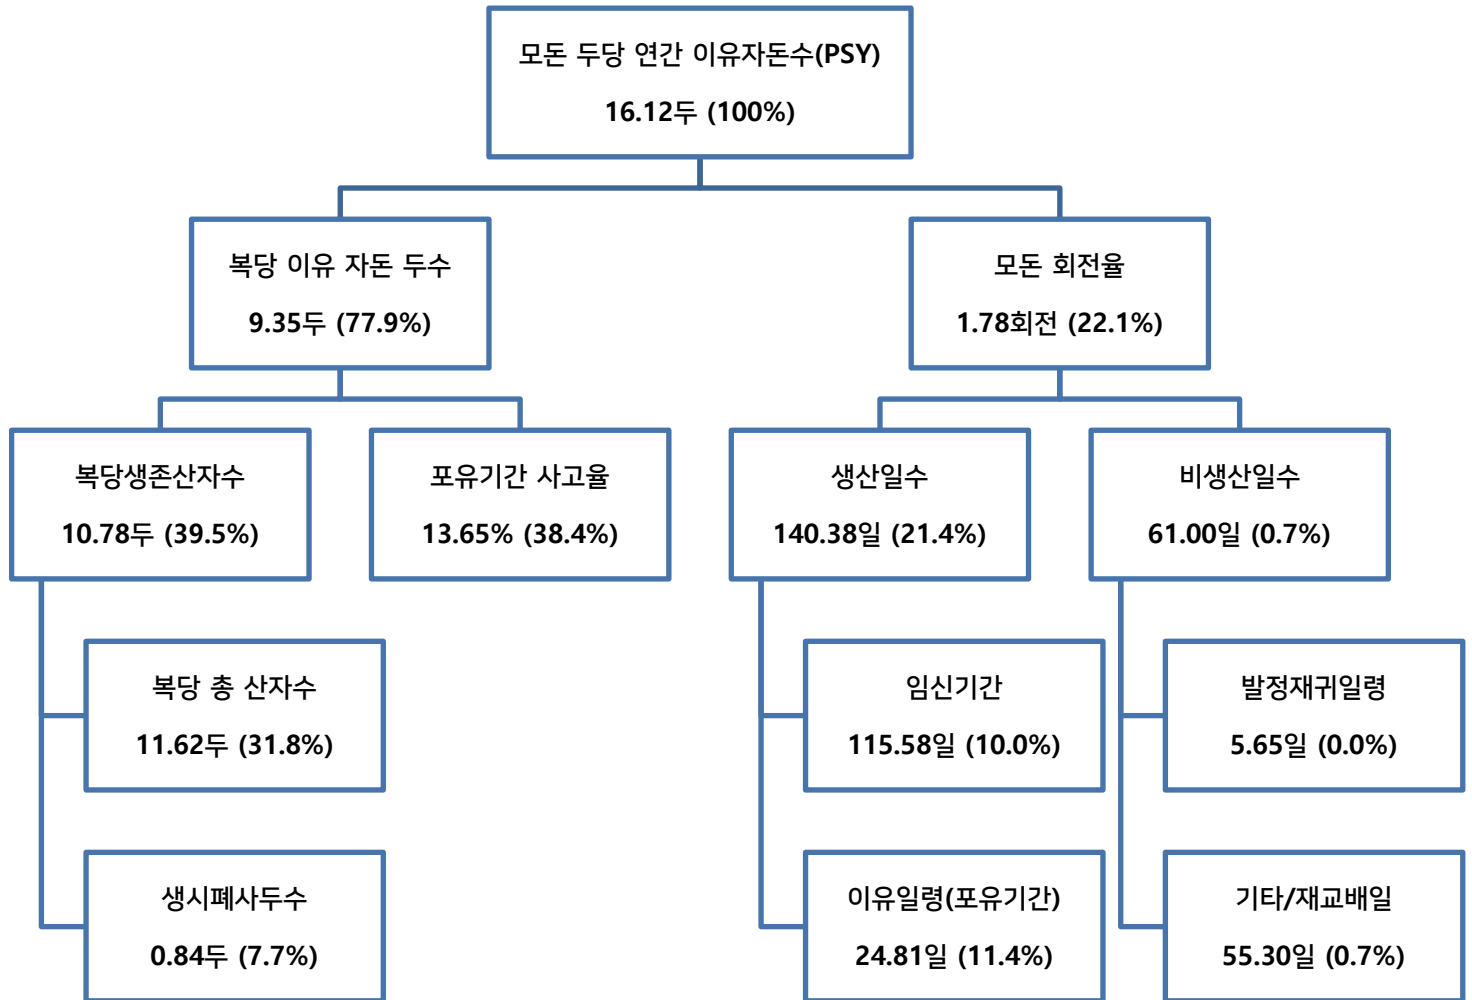 모돈 두당 연간 이유자돈수(PSY)
16.12두 (100%)
복당 이유 자돈 두수
9.35두 (77.9%)
모돈 회전율
1.78회전 (22.1%)
복당생존산자수
10.78두 (39.5%)
포유기간 사고율
13.65% (38.4%)
생산일수
140.38일 (21.4%)
비생산일수
61.00일 (0.7%)
복당 총 산자수
11.62두 (31.8%)
임신기간
115.58일 (10.0%)
발정재귀일령
5.65일 (0.0%)
생시폐사두수
0.84두 (7.7%)
이유일령(포유기간)
24.81일 (11.4%)
기타/재교배일
55.30일 (0.7%)